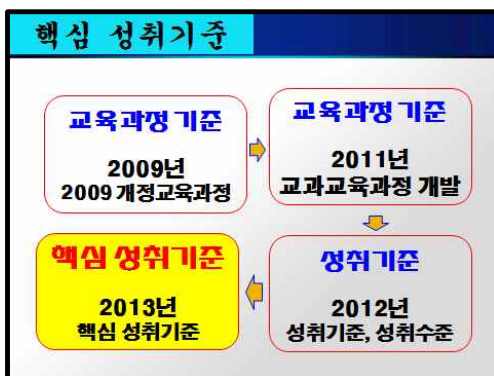 핵심 성취기준
교육과정 기준
2009년
2009 개정교육과정
교육과정 기준
2011년
교과교육과정 개발
핵심 성취기준
2013년
핵심 성취기준
성취기준
2012년
성취기준, 성취수준